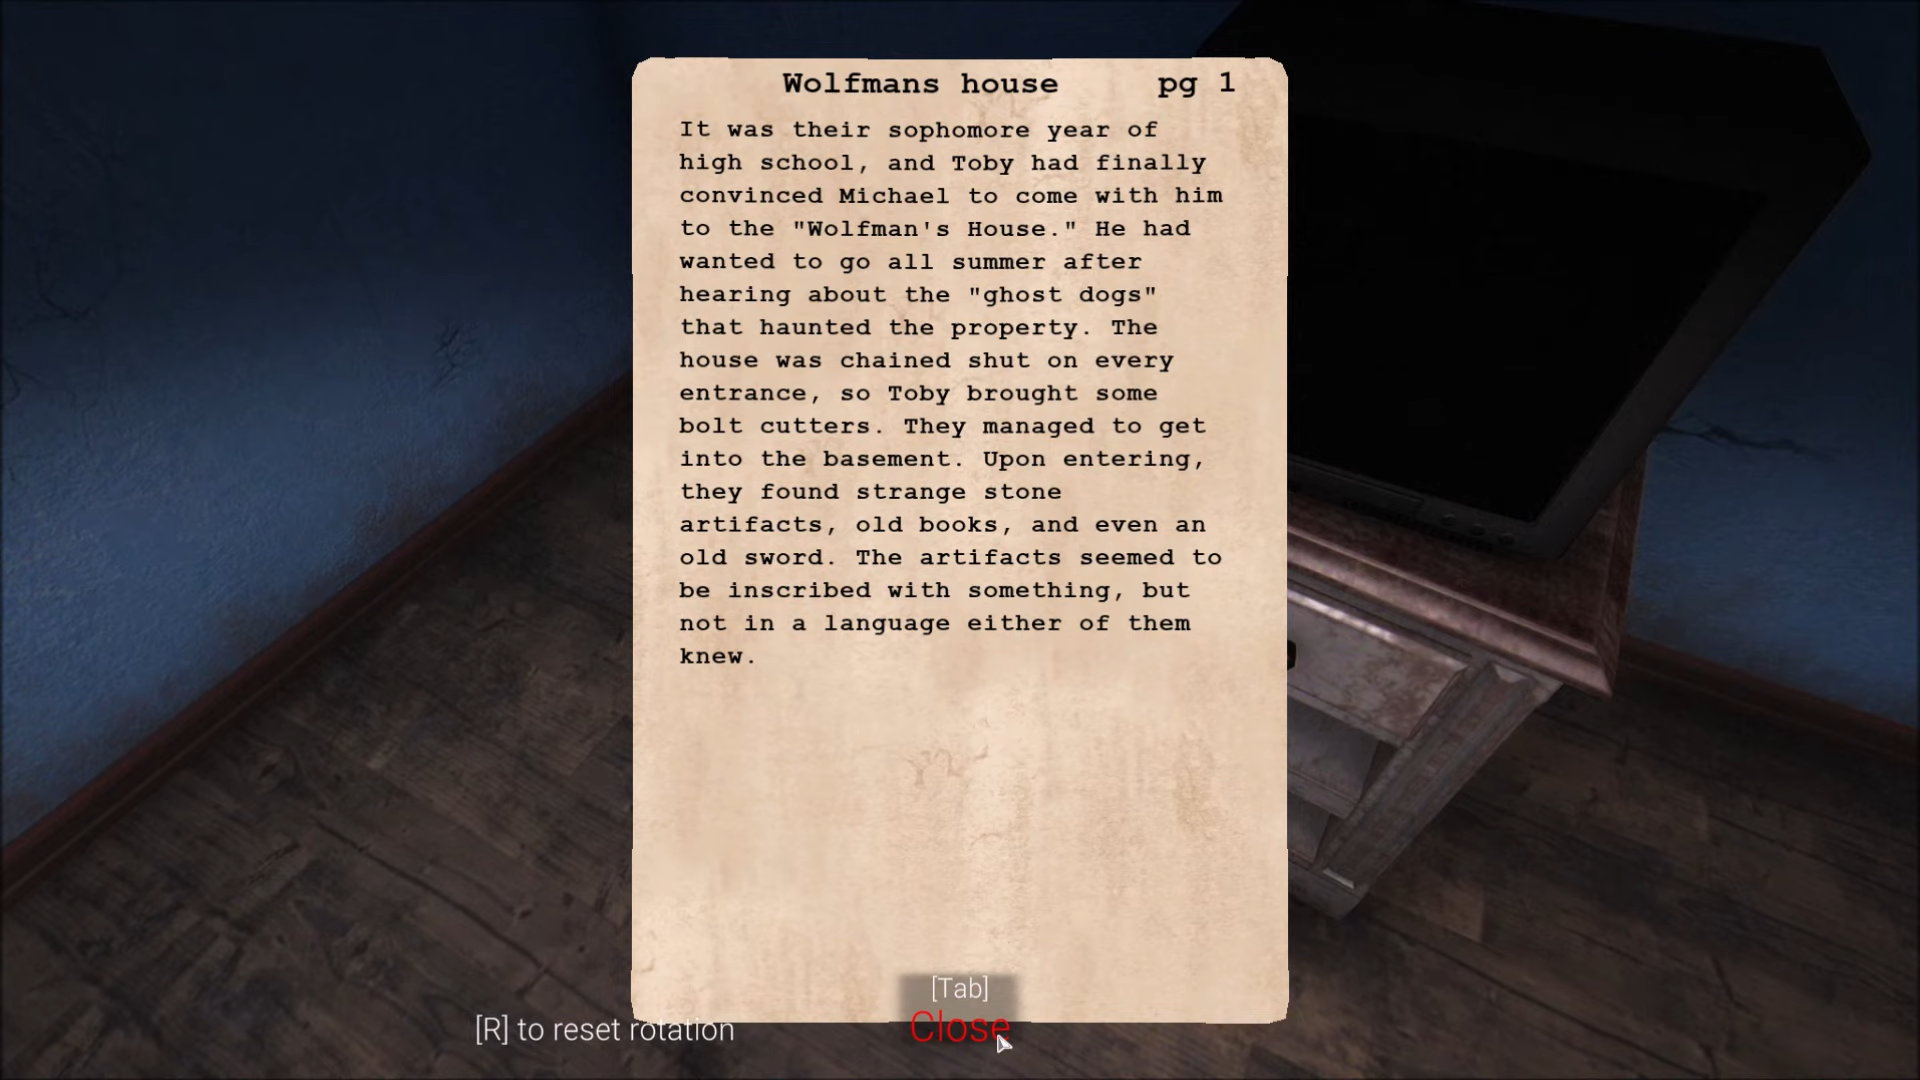 Wolfmans house pg 1
It was their sophomore year of
high school, and Toby had finally
convinced Michael to come with him
to the "Wolfman's House." He had
wanted to go all summer after
hearing about the "ghost dogs"
that haunted the property. The
house was chained shut on every
entrance, so Toby brought some
bolt cutters. They managed to get
into the basement. Upon entering,
they found strange stone
artifacts, old books, and even an
old sword. The artifacts seemed to
be inscribed with something, but
not in a language either of them
knew.
[Tab]
[R] to reset rotation
Close